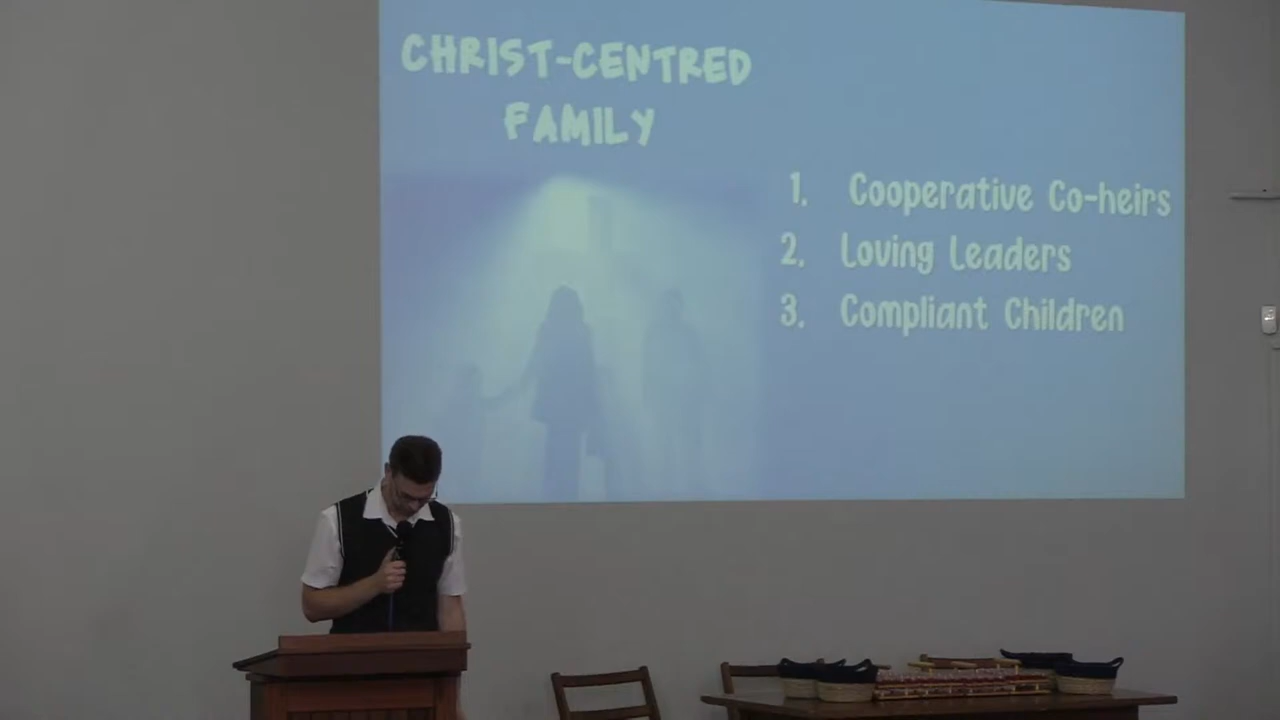 CHRIST-CENTRED
FAMILY
1. Cooperative Co-heirs
2. Loving Leaders
3. Compliant Children